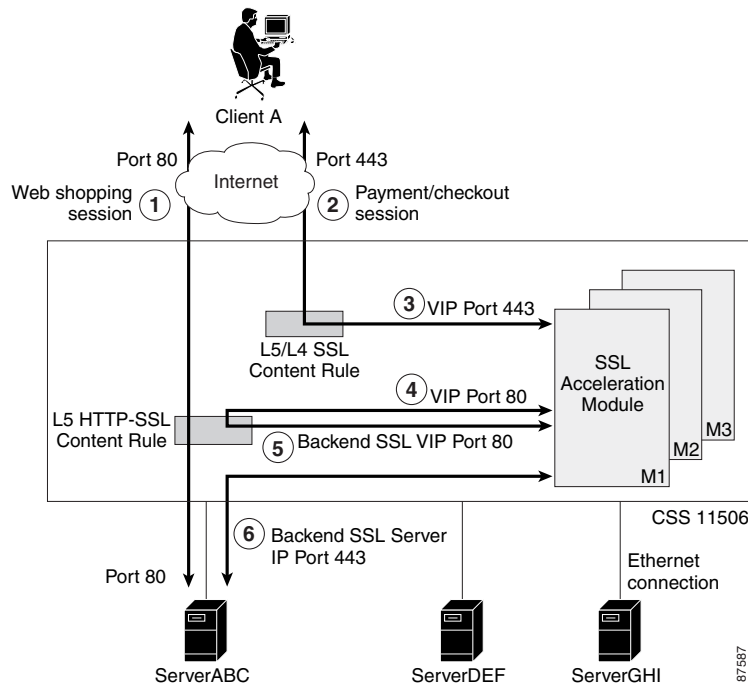 Client A
Port 80
Port 443
Internet
Web shopping
session
1
2
Payment/checkout
session
3
VIP Port 443
L5/L4 SSL
Content Rule
SSL
Acceleration
Module
4
VIP Port 80
L5 HTTP-SSL
Content Rule
5
Backend SSL VIP Port 80
M3
M2
M1
CSS 11506
6
Backend SSL Server
IP Port 443
Ethernet
connection
Port 80
ServerABC
ServerDEF
ServerGHI
87587